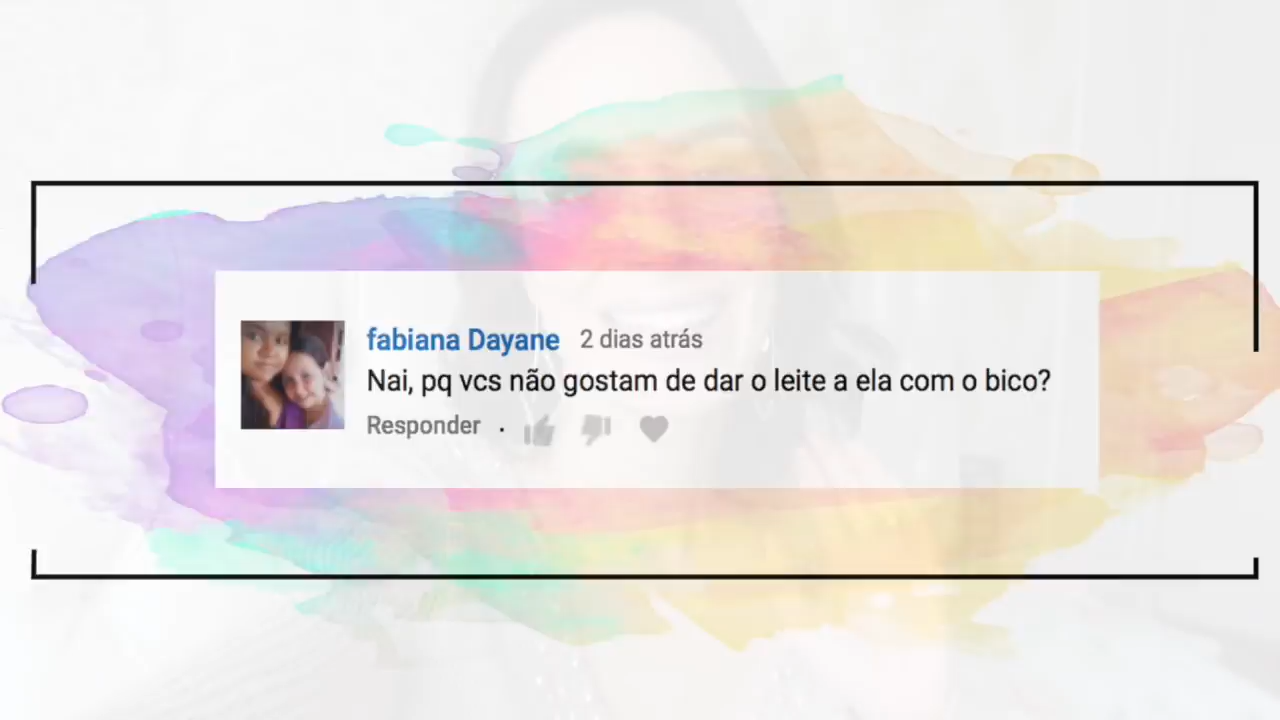 fabiana Dayane 2 dias atrás
Nai, pq vcs não gostam de dar o leite a ela com o bico?
Responder